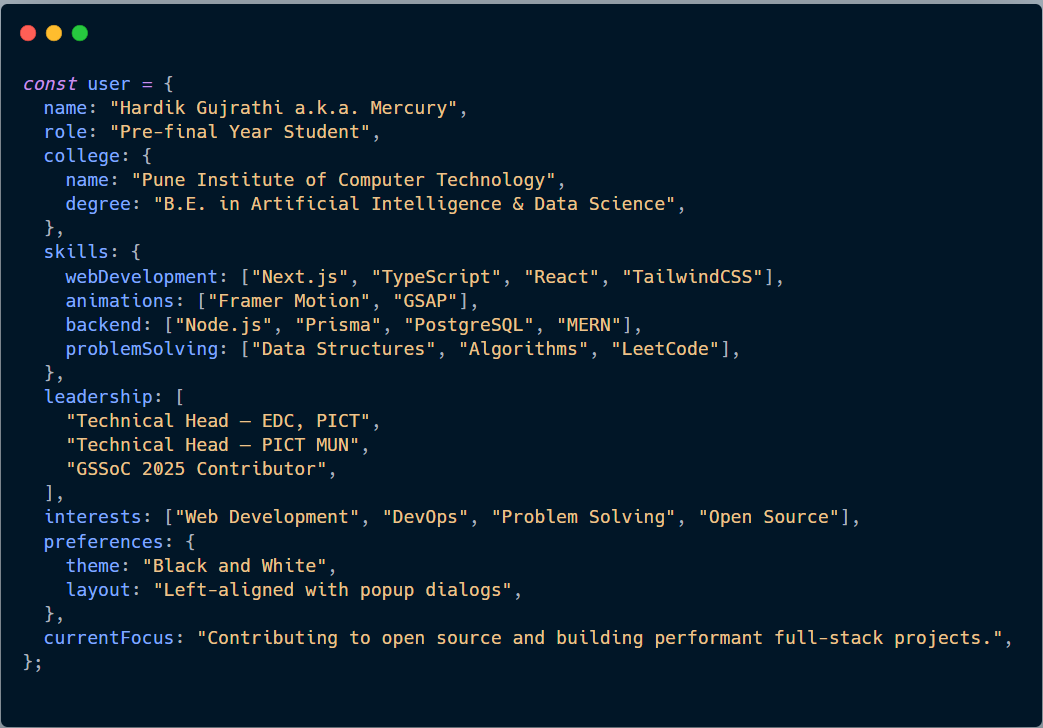 const user = {
  name: "Hardik Gujrathi a.k.a. Mercury",
  role: "Pre-final Year Student",
  college: {
    name: "Pune Institute of Computer Technology",
    degree: "B.E. in Artificial Intelligence & Data Science",
  },
  skills: {
    webDevelopment: ["Next.js", "TypeScript", "React", "TailwindCSS"],
    animations: ["Framer Motion", "GSAP"],
    backend: ["Node.js", "Prisma", "PostgreSQL", "MERN"],
    problemSolving: ["Data Structures", "Algorithms", "LeetCode"],
  },
  leadership: [
    "Technical Head – EDC, PICT",
    "Technical Head – PICT MUN",
    "GSSoC 2025 Contributor",
  ],
  interests: ["Web Development", "DevOps", "Problem Solving", "Open Source"],
  preferences: {
    theme: "Black and White",
    layout: "Left-aligned with popup dialogs",
  },
  currentFocus: "Contributing to open source and building performant full-stack projects.",
};